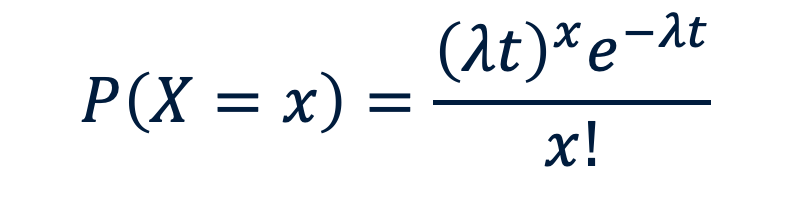 P(X = x) = (λt)^x e^{−λt} / x!